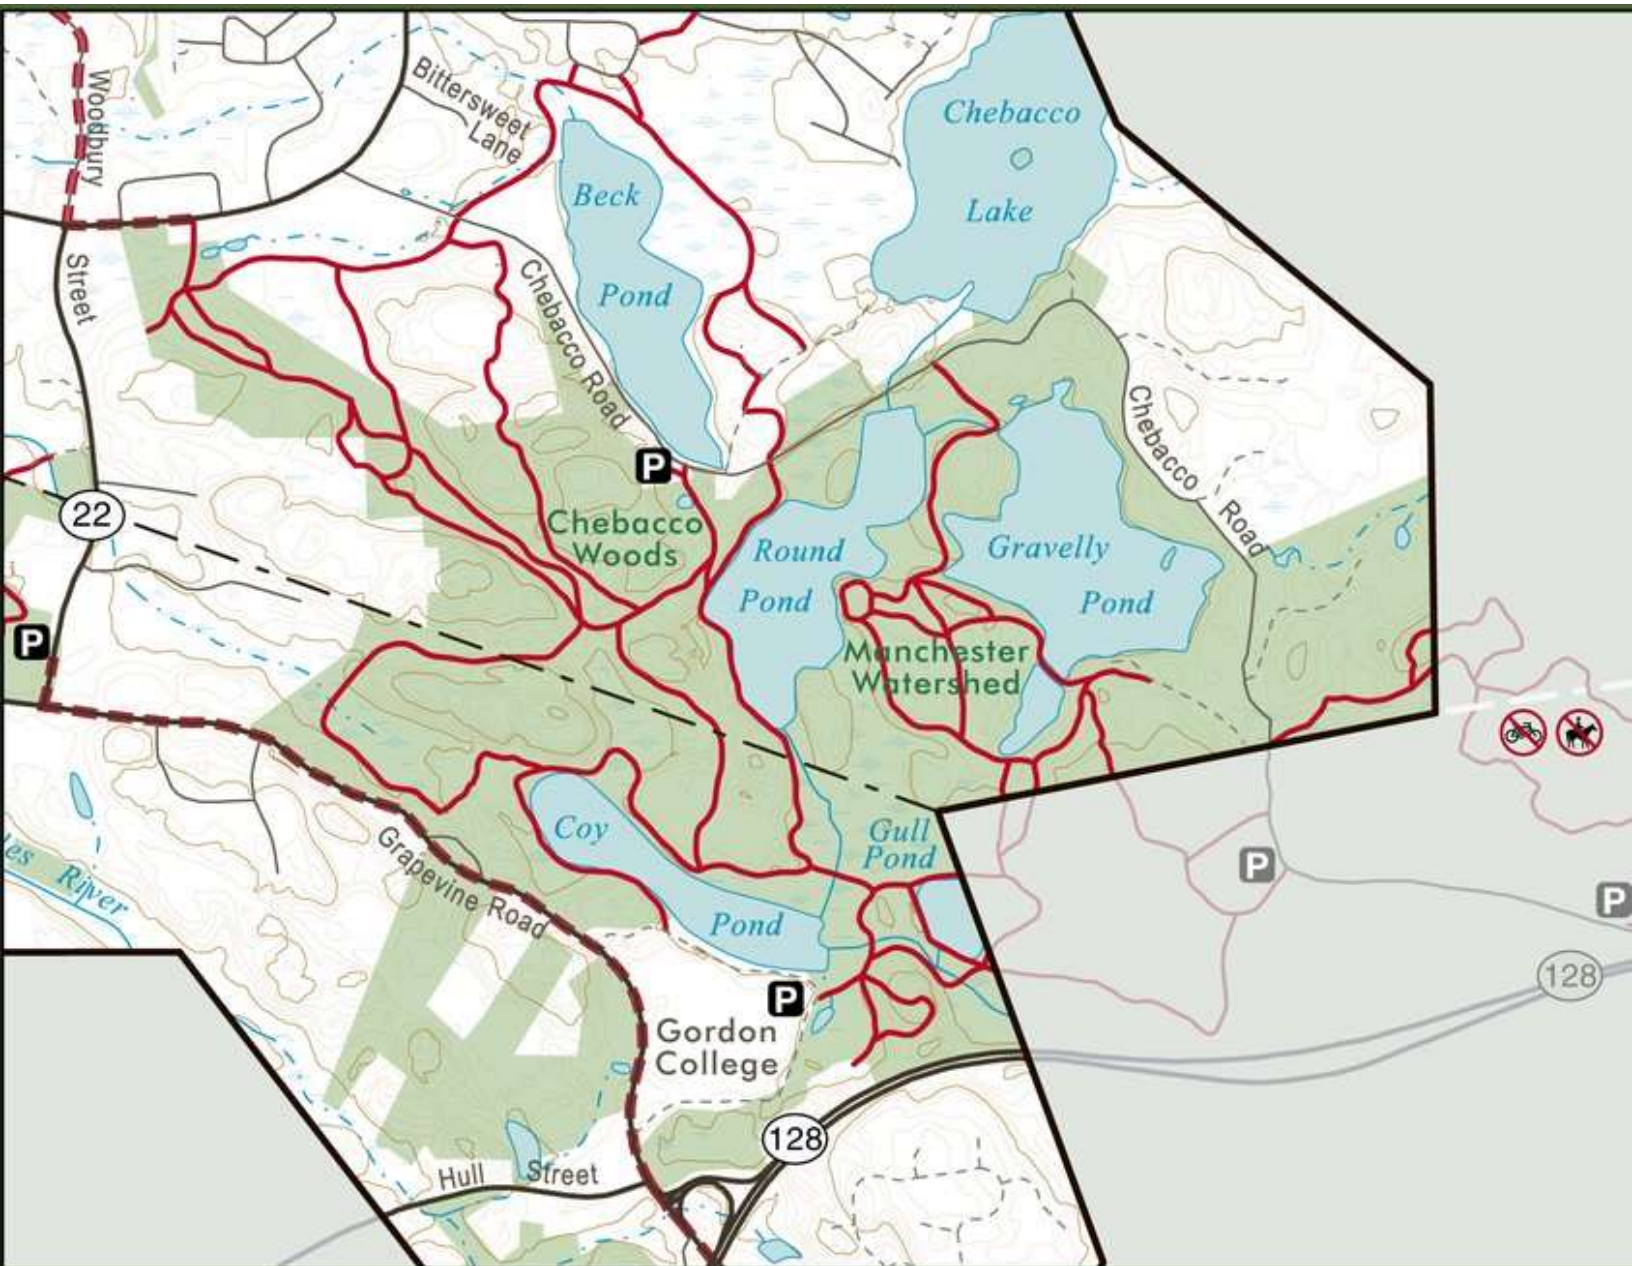 Woodbury
Street
Bittersweet
Lane
Beck
Pond
Chebacco
Lake
Chebacco Road
Chebacco
Road
P
22
Chebacco
Woods
Round
Pond
Gravelly
Pond
P
Manchester
Watershed
Coy
Pond
Gull
Pond
Grapevine Road
les
River
P
P
P
128
Gordon
College
128
Hull Street